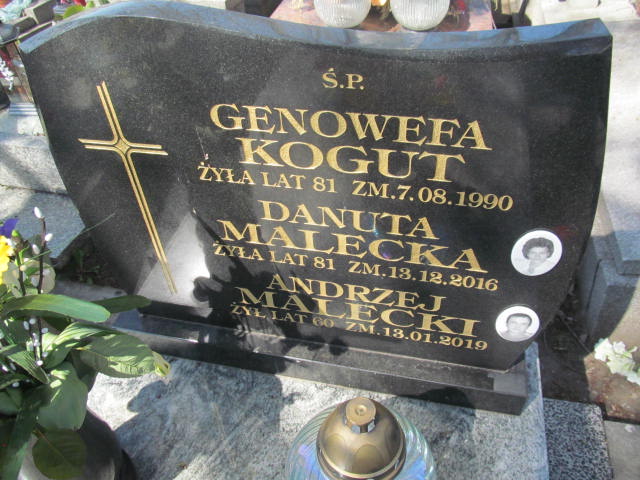 Ś.P.
GENOWEFA
KOGUT
ŻYŁA LAT 81 ZM.7.08.1990
DANUTA
MALECKA
ŻYŁA LAT 81 ZM.13.12.2016
ANDRZEJ
MALECKI
ŻYŁ LAT 60 ZM.13.01.2019